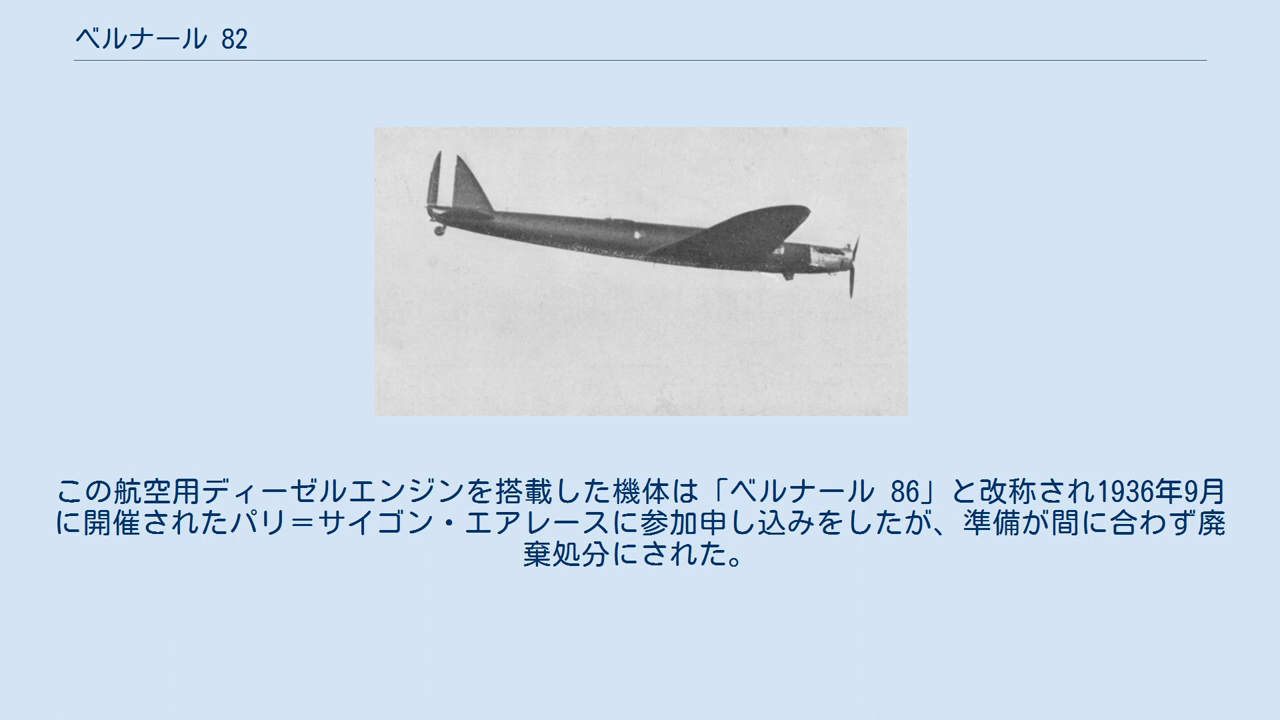 ベルナール 82
この航空用ディーゼルエンジンを搭載した機体は「ベルナール 86」と改称され1936年9月
に開催されたパリ＝サイゴン・エアレースに参加申し込みをしたが、準備が間に合わず廃
棄処分にされた。